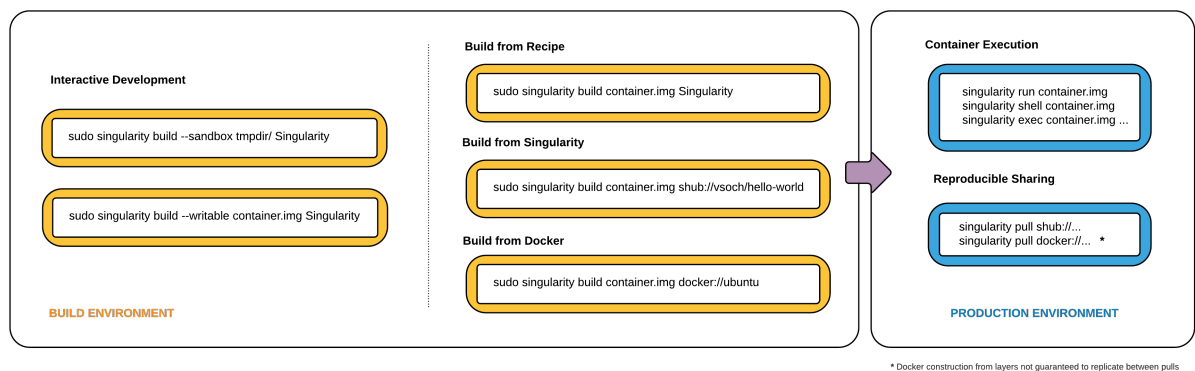 Interactive Development
sudo singularity build --sandbox tmpdir/ Singularity
sudo singularity build --writable container.img Singularity
BUILD ENVIRONMENT
Build from Recipe
sudo singularity build container.img Singularity
Build from Singularity
sudo singularity build container.img shub://vsoch/hello-world
Build from Docker
sudo singularity build container.img docker://ubuntu
Container Execution
singularity run container.img
singularity shell container.img
singularity exec container.img ...
Reproducible Sharing
singularity pull shub://...
singularity pull docker://... *
PRODUCTION ENVIRONMENT
* Docker construction from layers not guaranteed to replicate between pulls